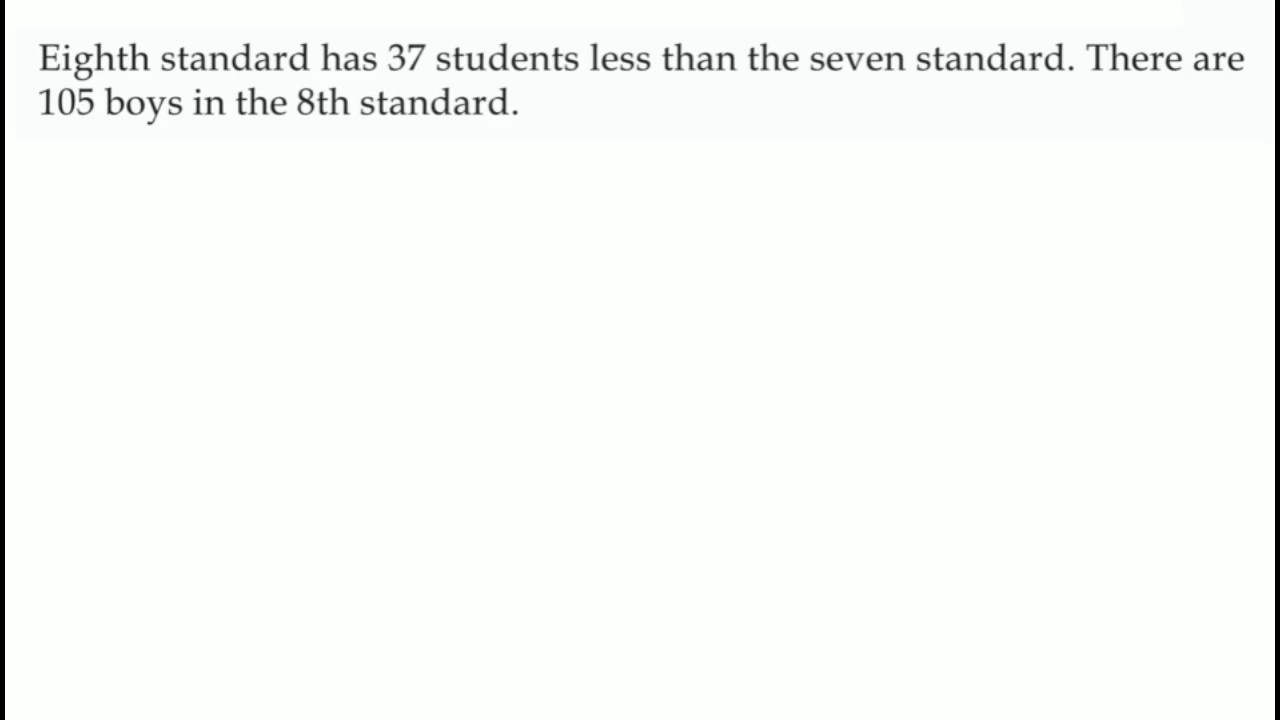 Eighth standard has 37 students less than the seven standard. There are
105 boys in the 8th standard.